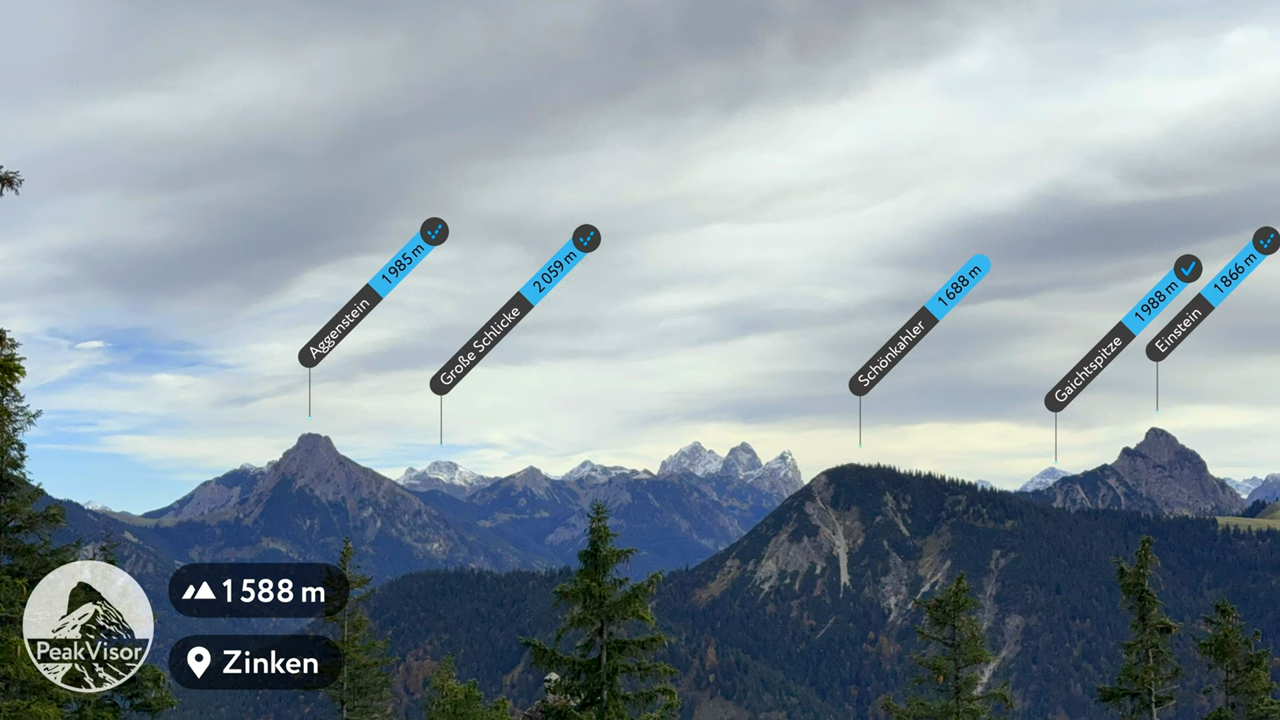 Aggenstein 1985 m
Große Schlicke 2059 m
Schönkahler 1688 m
Gaichtspitze 1988 m
Einstein 1866 m
1588 m
PeakVisor
Zinken